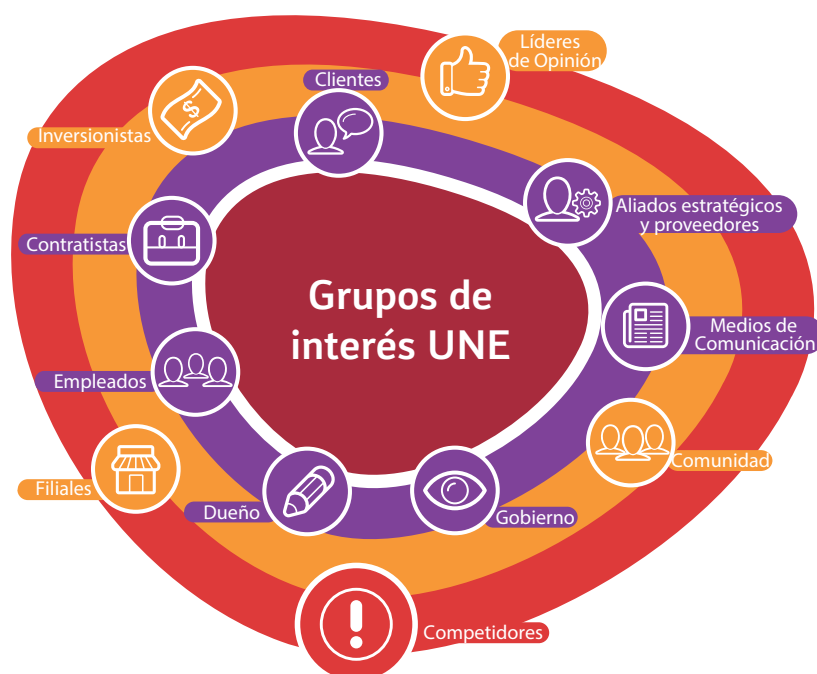 Líderes
de Opinión
Clientes
Inversionistas
Aliados estratégicos
y proveedores
Contratistas
Grupos de
interés UNE
Medios de
Comunicación
Empleados
Comunidad
Filiales
Dueño
Gobierno
Competidores
$